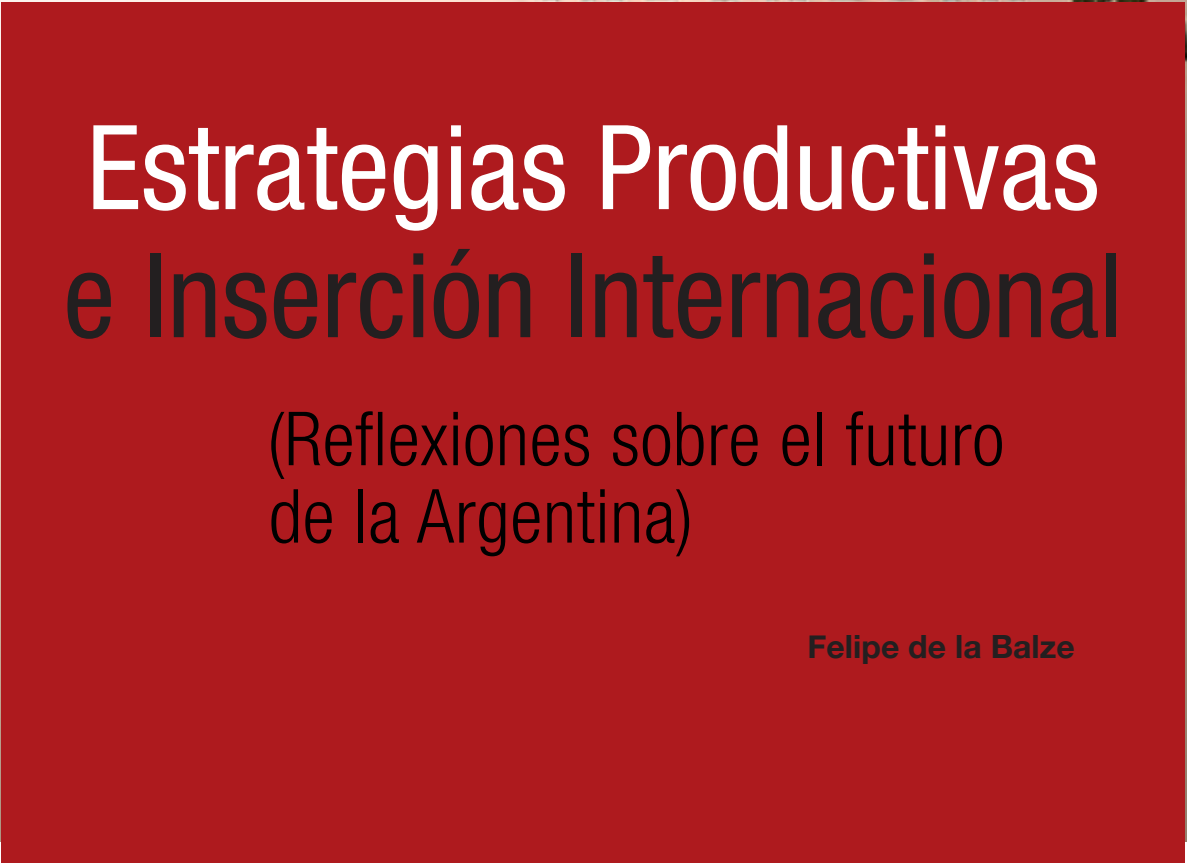 Estrategias Productivas
e Inserción Internacional
(Reflexiones sobre el futuro
de la Argentina)
Felipe de la Balze